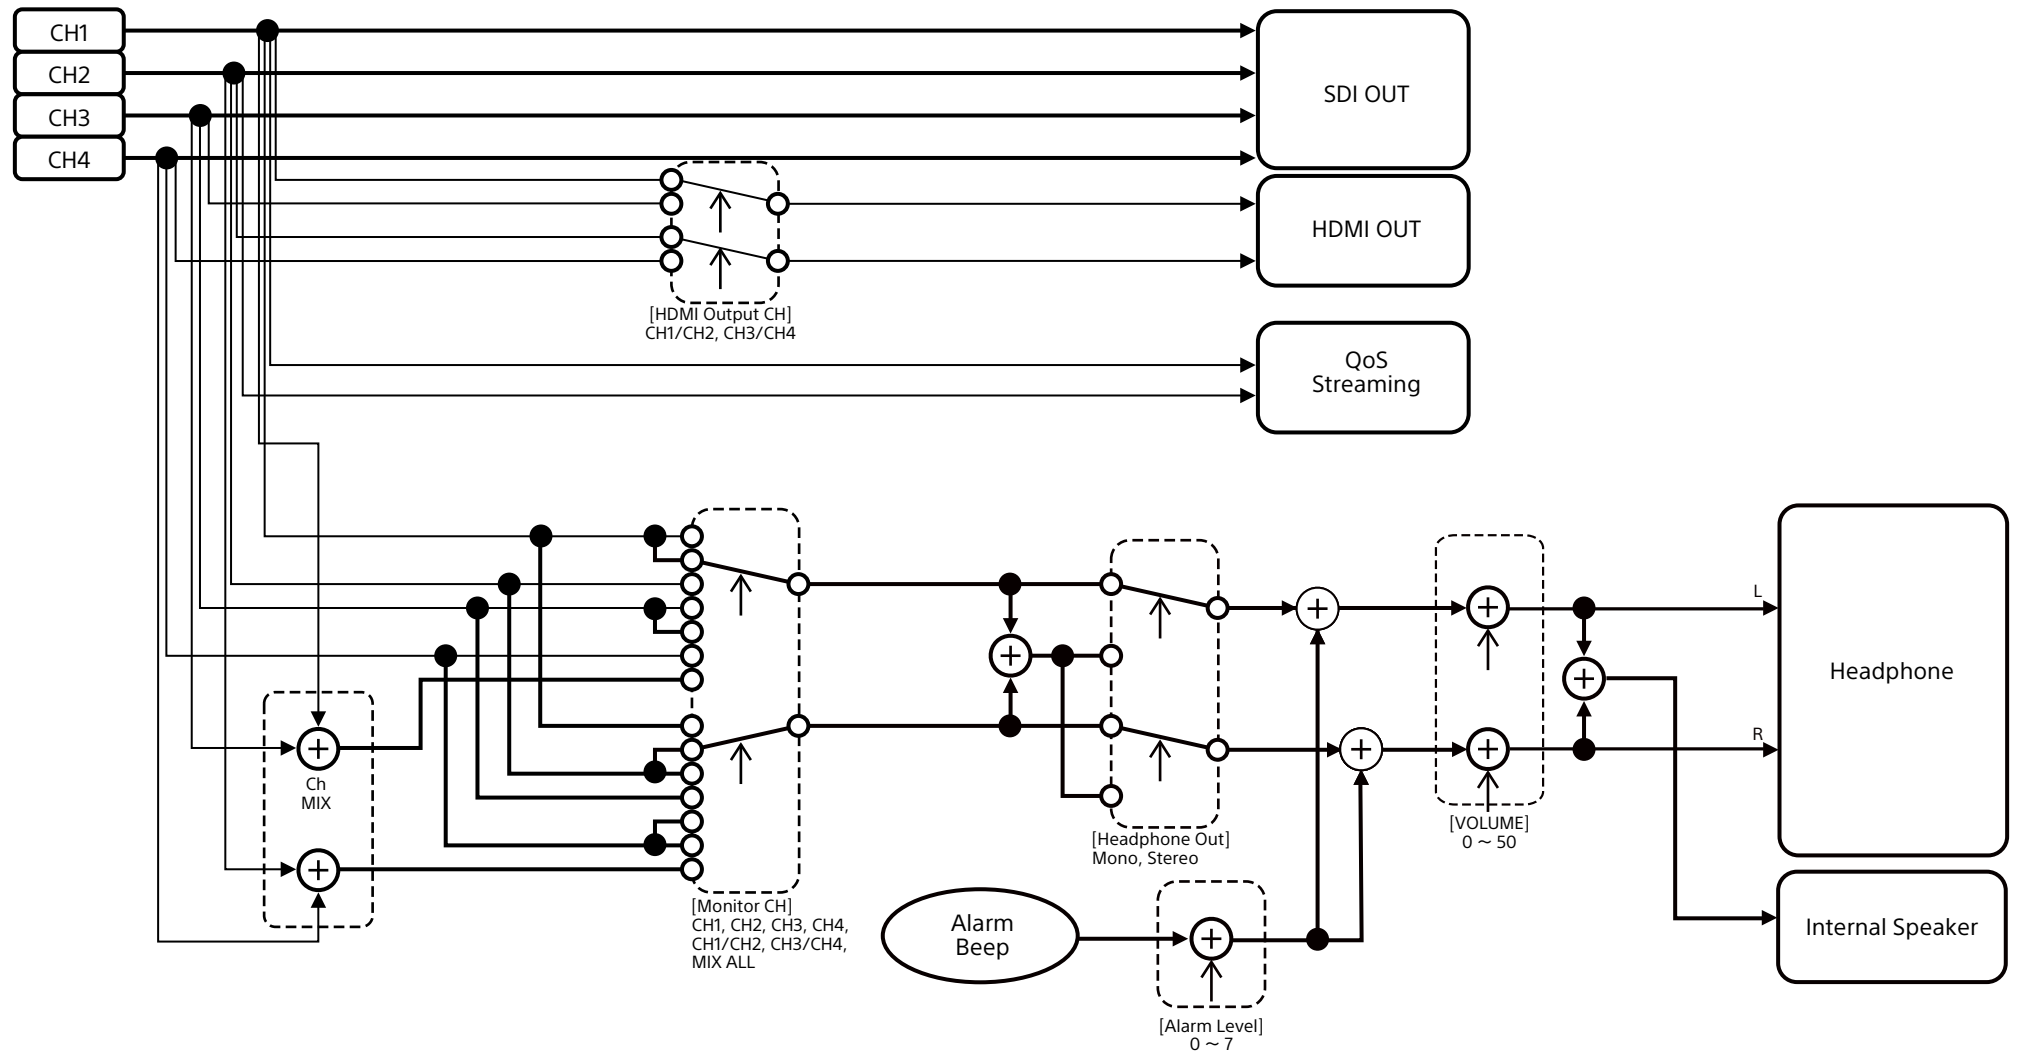 CH1
CH2
CH3
CH4
SDI OUT
HDMI OUT
[HDMI Output CH]
CH1/CH2, CH3/CH4
QoS
Streaming
L
R
Headphone
Ch
MIX
[Headphone Out]
Mono, Stereo
[VOLUME]
0 ~ 50
[Monitor CH]
CH1, CH2, CH3, CH4,
CH1/CH2, CH3/CH4,
MIX ALL
Alarm
Beep
Internal Speaker
[Alarm Level]
0 ~ 7